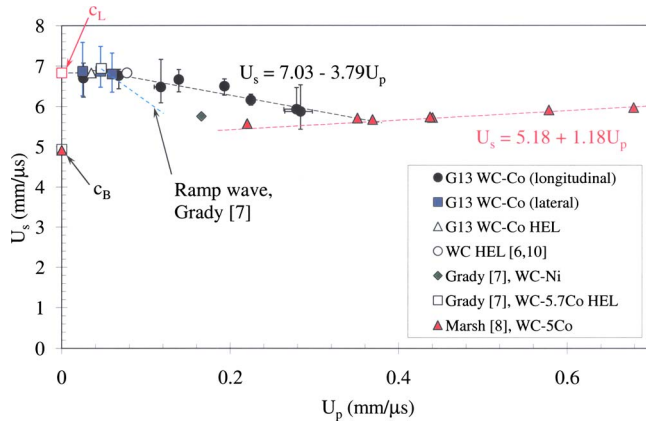 8
7
6
5
4
3
2
1
0
U_s (mm/μs)
c_L
c_B
U_s = 7.03 - 3.79U_p
U_s = 5.18 + 1.18U_p
Ramp wave,
Grady [7]
G13 WC-Co (longitudinal)
G13 WC-Co (lateral)
G13 WC-Co HEL
WC HEL [6,10]
Grady [7], WC-Ni
Grady [7], WC-5.7Co HEL
Marsh [8], WC-5Co
0 0.2 0.4 0.6
U_p (mm/μs)